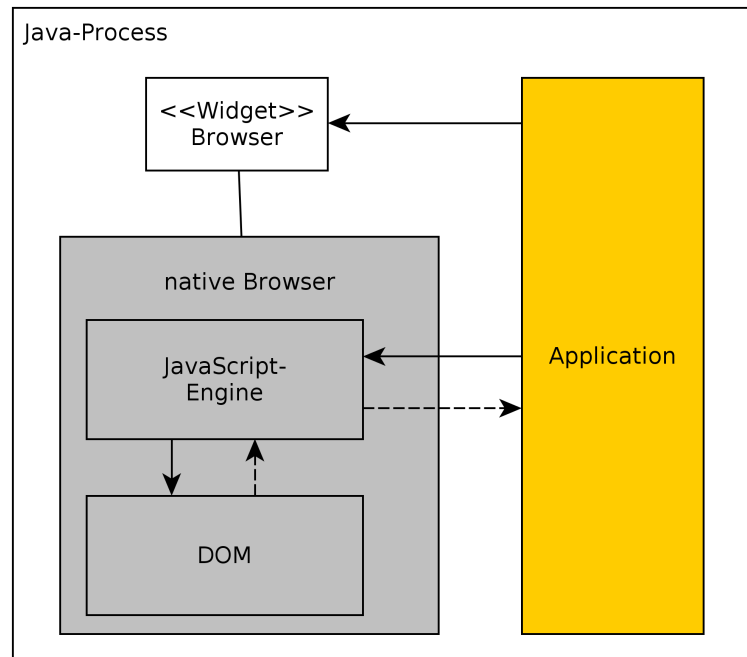 Java-Process
<<Widget>>
Browser
native Browser
JavaScript-
Engine
Application
DOM